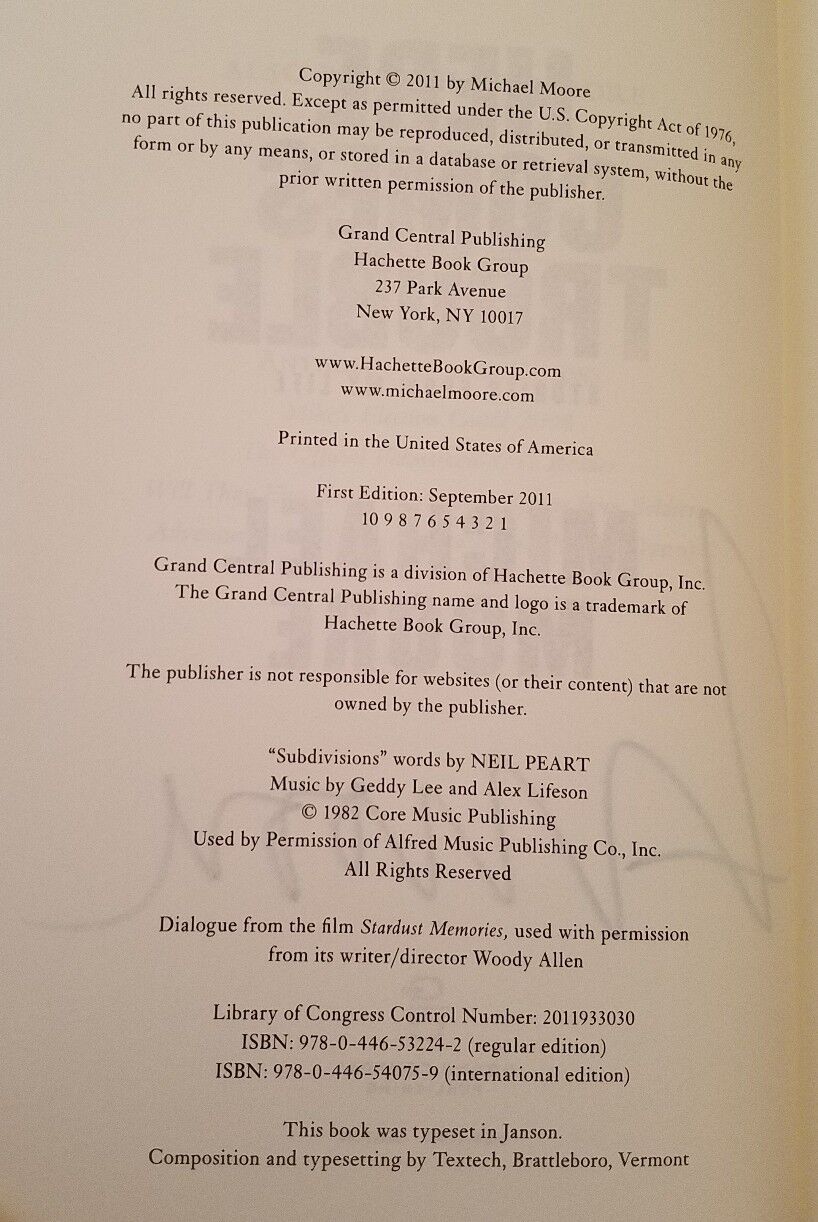 Copyright © 2011 by Michael Moore
All rights reserved. Except as permitted under the U.S. Copyright Act of 1976,
no part of this publication may be reproduced, distributed, or transmitted in any
form or by any means, or stored in a database or retrieval system, without the
prior written permission of the publisher.
Grand Central Publishing
Hachette Book Group
237 Park Avenue
New York, NY 10017
www.HachetteBookGroup.com
www.michaelmoore.com
Printed in the United States of America
First Edition: September 2011
10 9 8 7 6 5 4 3 2 1
Grand Central Publishing is a division of Hachette Book Group, Inc.
The Grand Central Publishing name and logo is a trademark of
Hachette Book Group, Inc.
The publisher is not responsible for websites (or their content) that are not
owned by the publisher.
“Subdivisions” words by NEIL PEART
Music by Geddy Lee and Alex Lifeson
© 1982 Core Music Publishing
Used by Permission of Alfred Music Publishing Co., Inc.
All Rights Reserved
Dialogue from the film Stardust Memories, used with permission
from its writer/director Woody Allen
Library of Congress Control Number: 2011933030
ISBN: 978-0-446-53224-2 (regular edition)
ISBN: 978-0-446-54075-9 (international edition)
This book was typeset in Janson.
Composition and typesetting by Textech, Brattleboro, Vermont